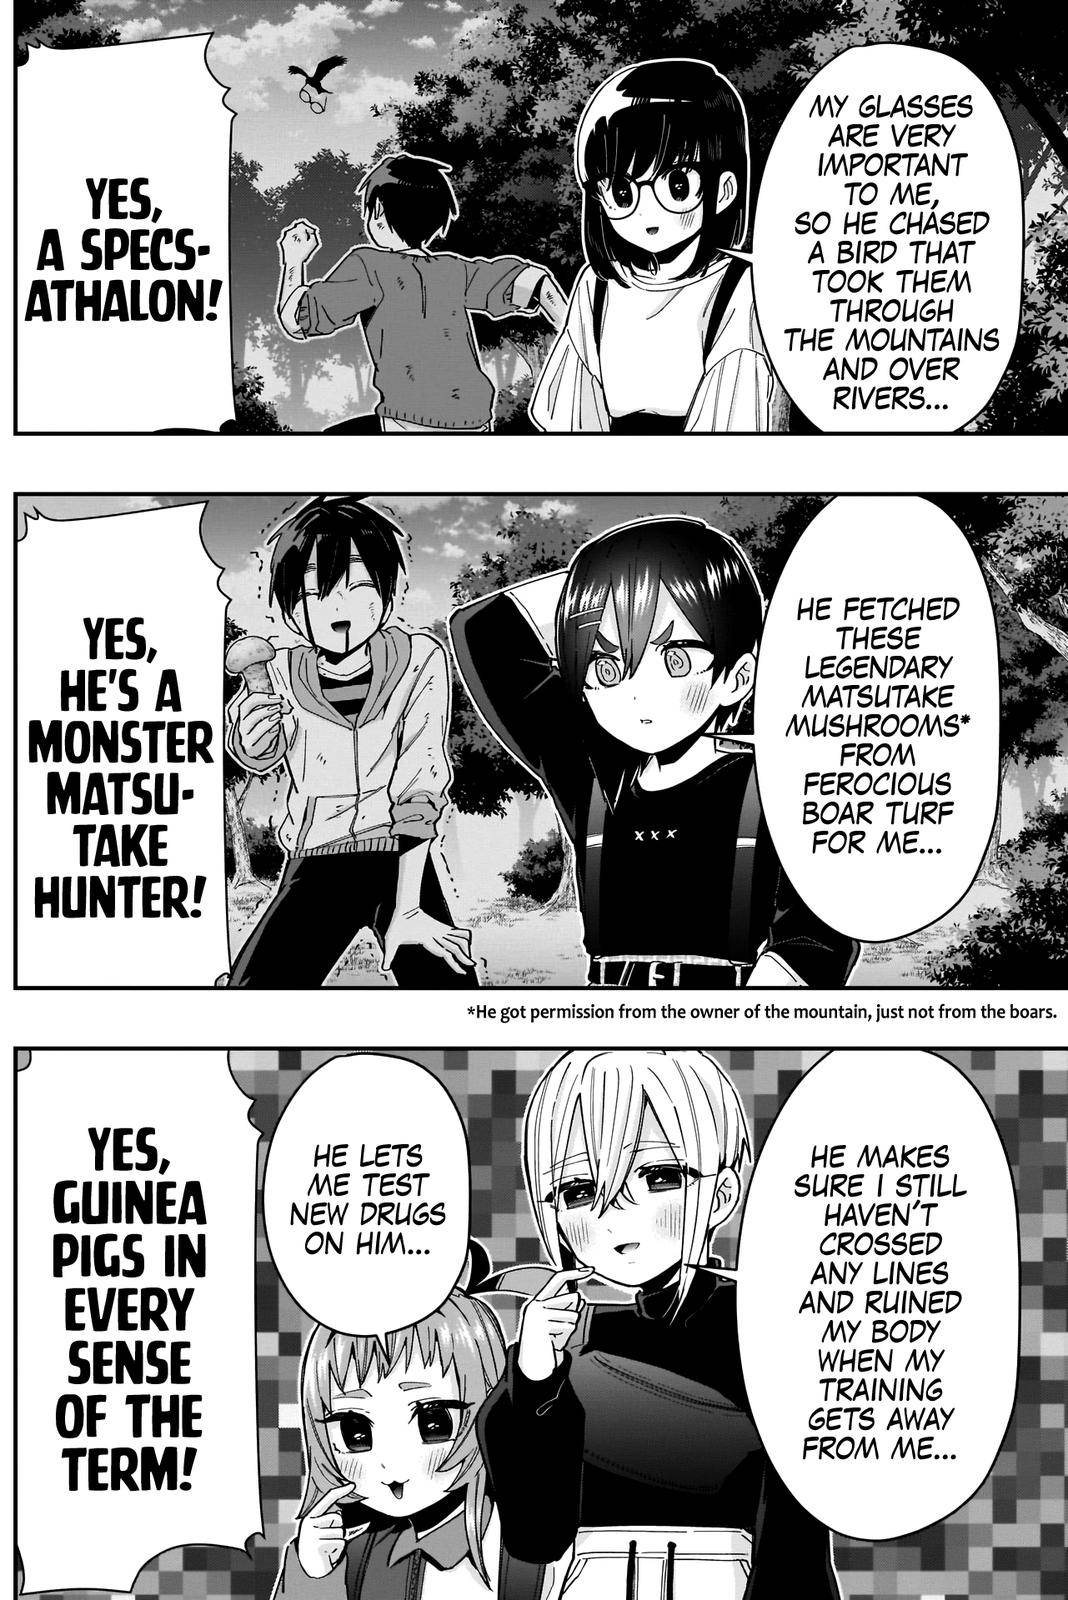 MY GLASSES
ARE VERY
IMPORTANT
TO ME,
SO HE CHASED
A BIRD THAT
TOOK THEM
THROUGH
THE MOUNTAINS
AND OVER
RIVERS...
YES,
A SPECS-
ATHALON!
HE FETCHED
THESE
LEGENDARY
MATSUTAKE
MUSHROOMS*
FROM
FEROCIOUS
BOAR TURF
FOR ME...
YES,
HE'S A
MONSTER
MATSU-
TAKE
HUNTER!
*He got permission from the owner of the mountain, just not from the boars.
HE MAKES
SURE I STILL
HAVEN'T
CROSSED
ANY LINES
AND RUINED
MY BODY
WHEN MY
TRAINING
GETS AWAY
FROM ME...
HE LETS
ME TEST
NEW DRUGS
ON HIM...
YES,
GUINEA
PIGS IN
EVERY
SENSE
OF THE
TERM!